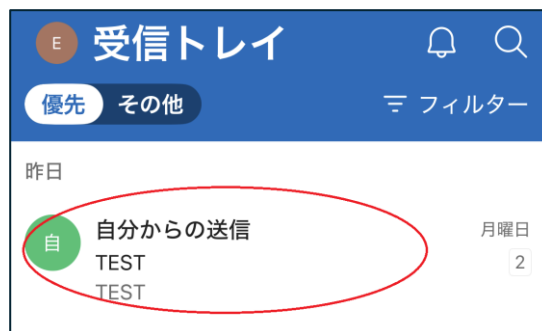 E 受信トレイ
優先 その他 フィルター
昨日
自 自分からの送信 月曜日
TEST 2
TEST